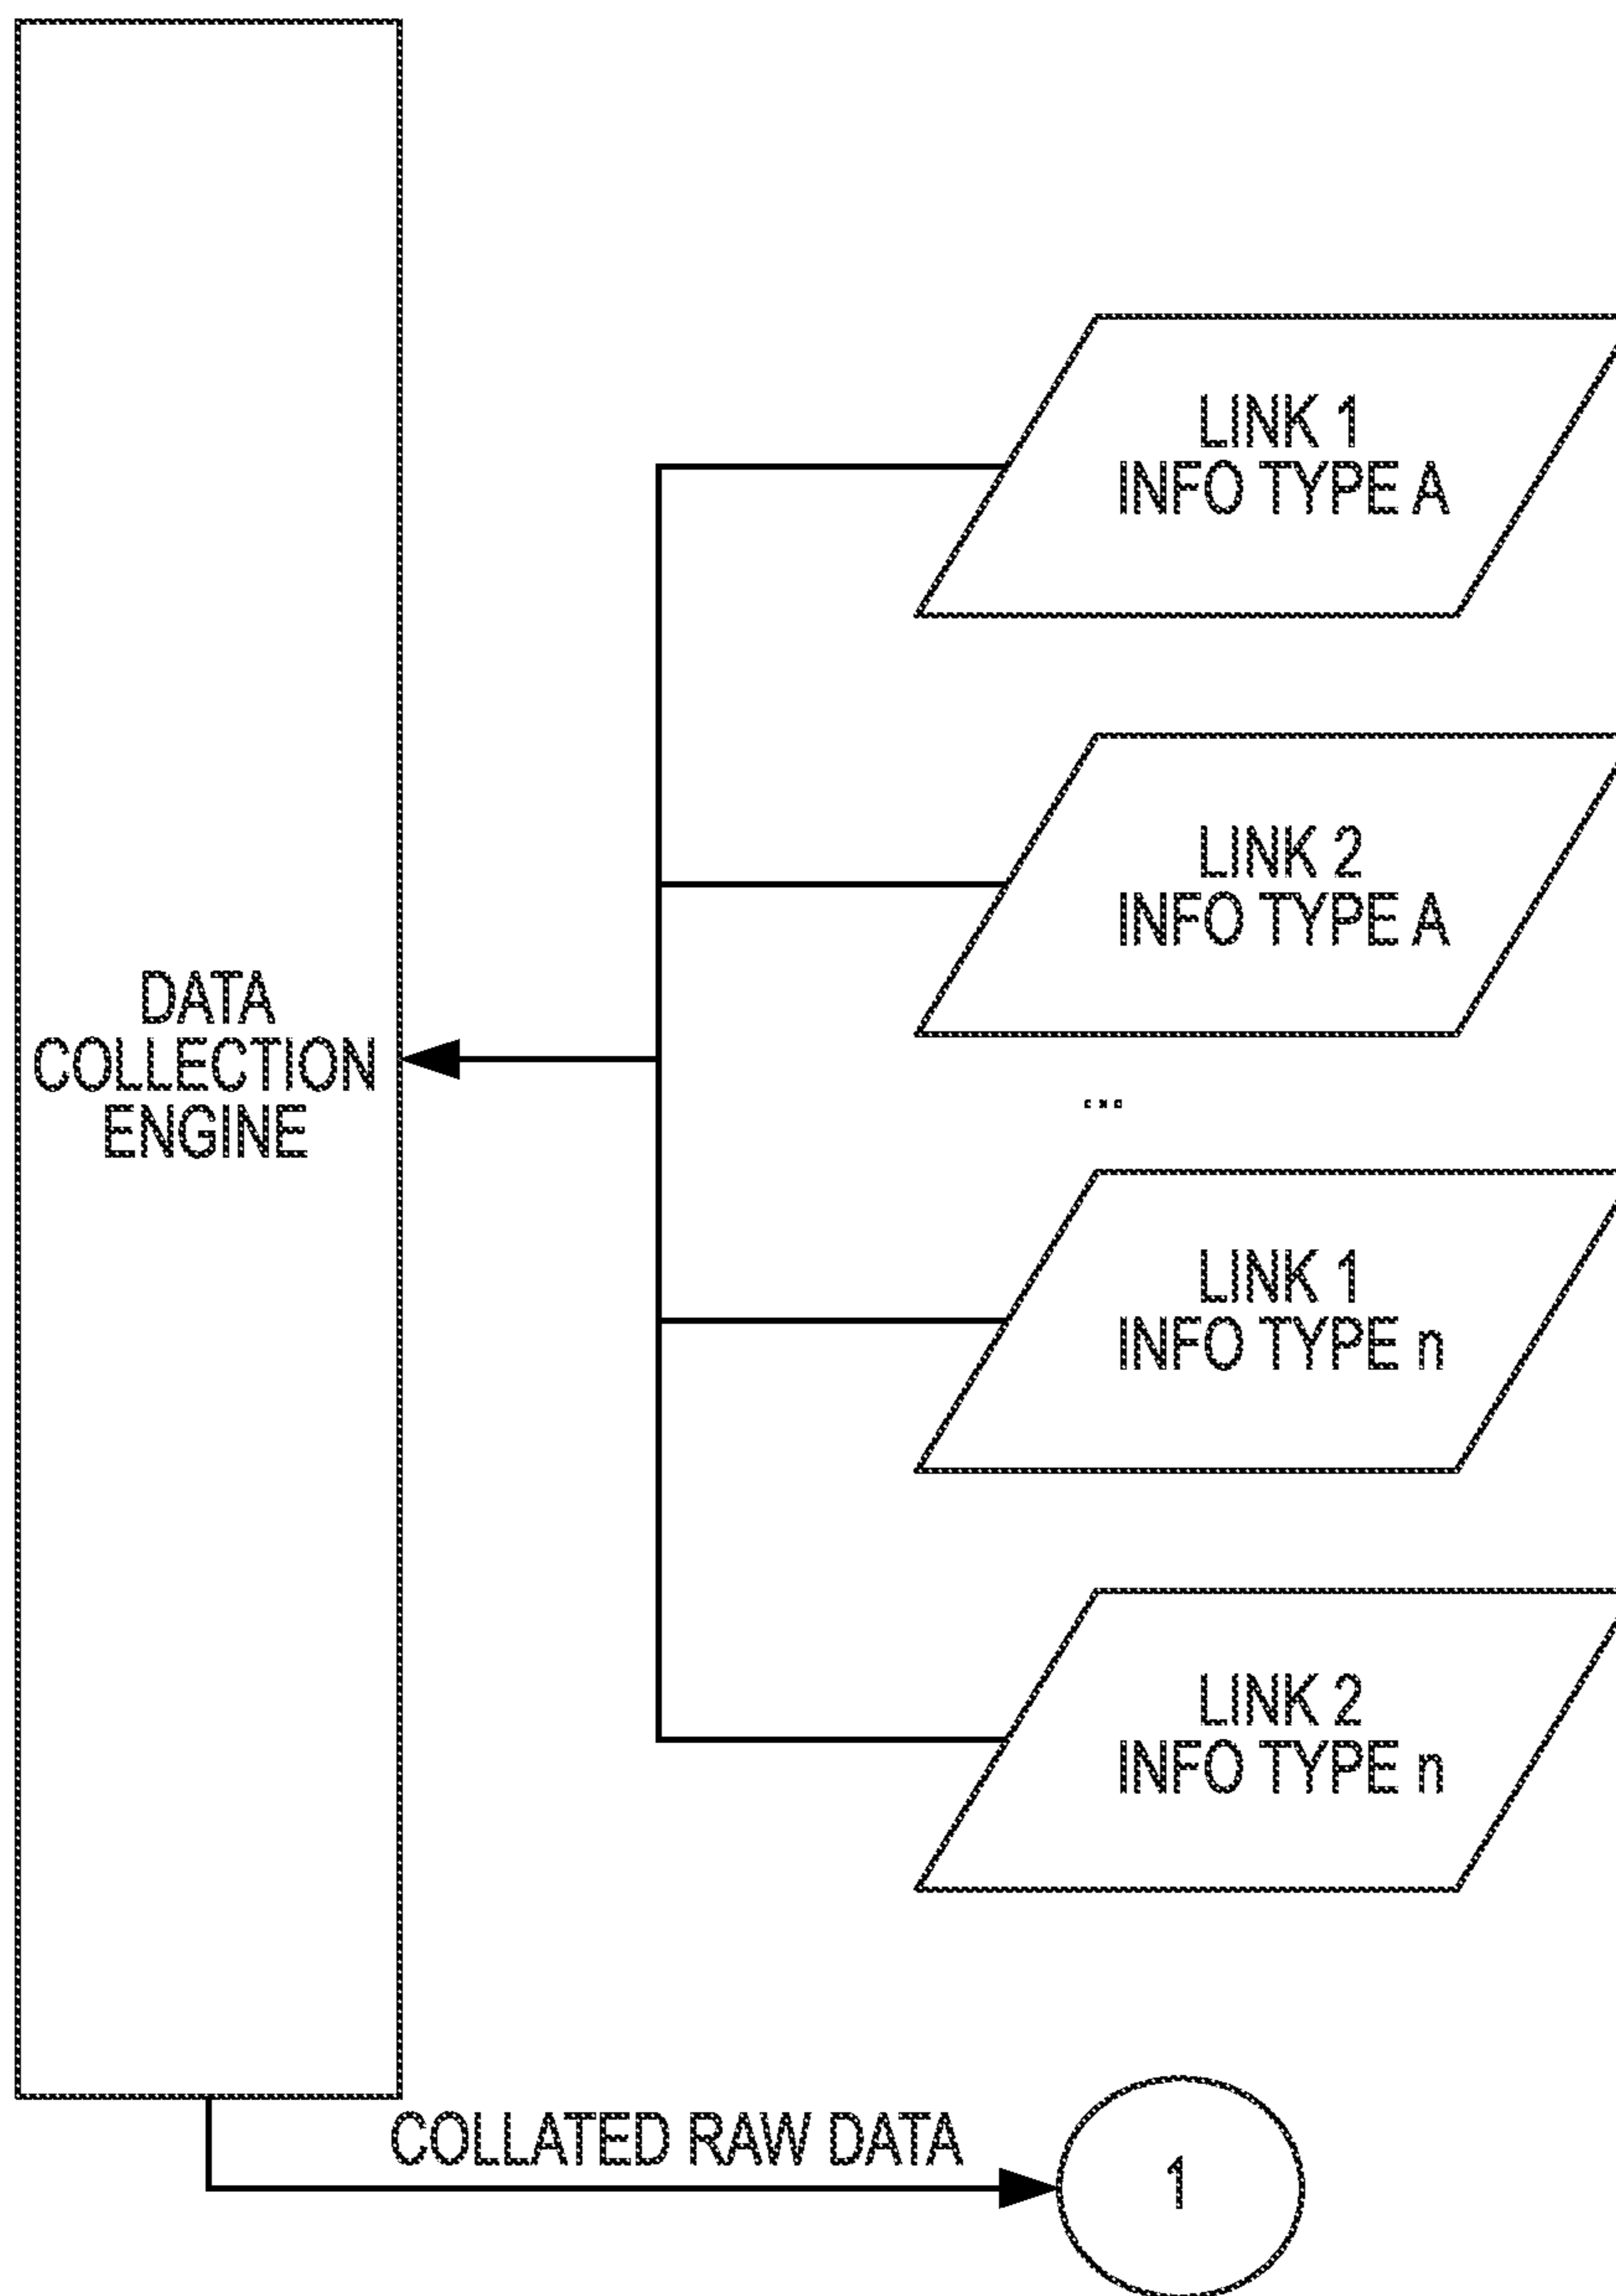 LINK 1
INFO TYPE A
LINK 2
INFO TYPE A
DATA
COLLECTION
ENGINE
...
LINK 1
INFO TYPE n
LINK 2
INFO TYPE n
COLLATED RAW DATA
1